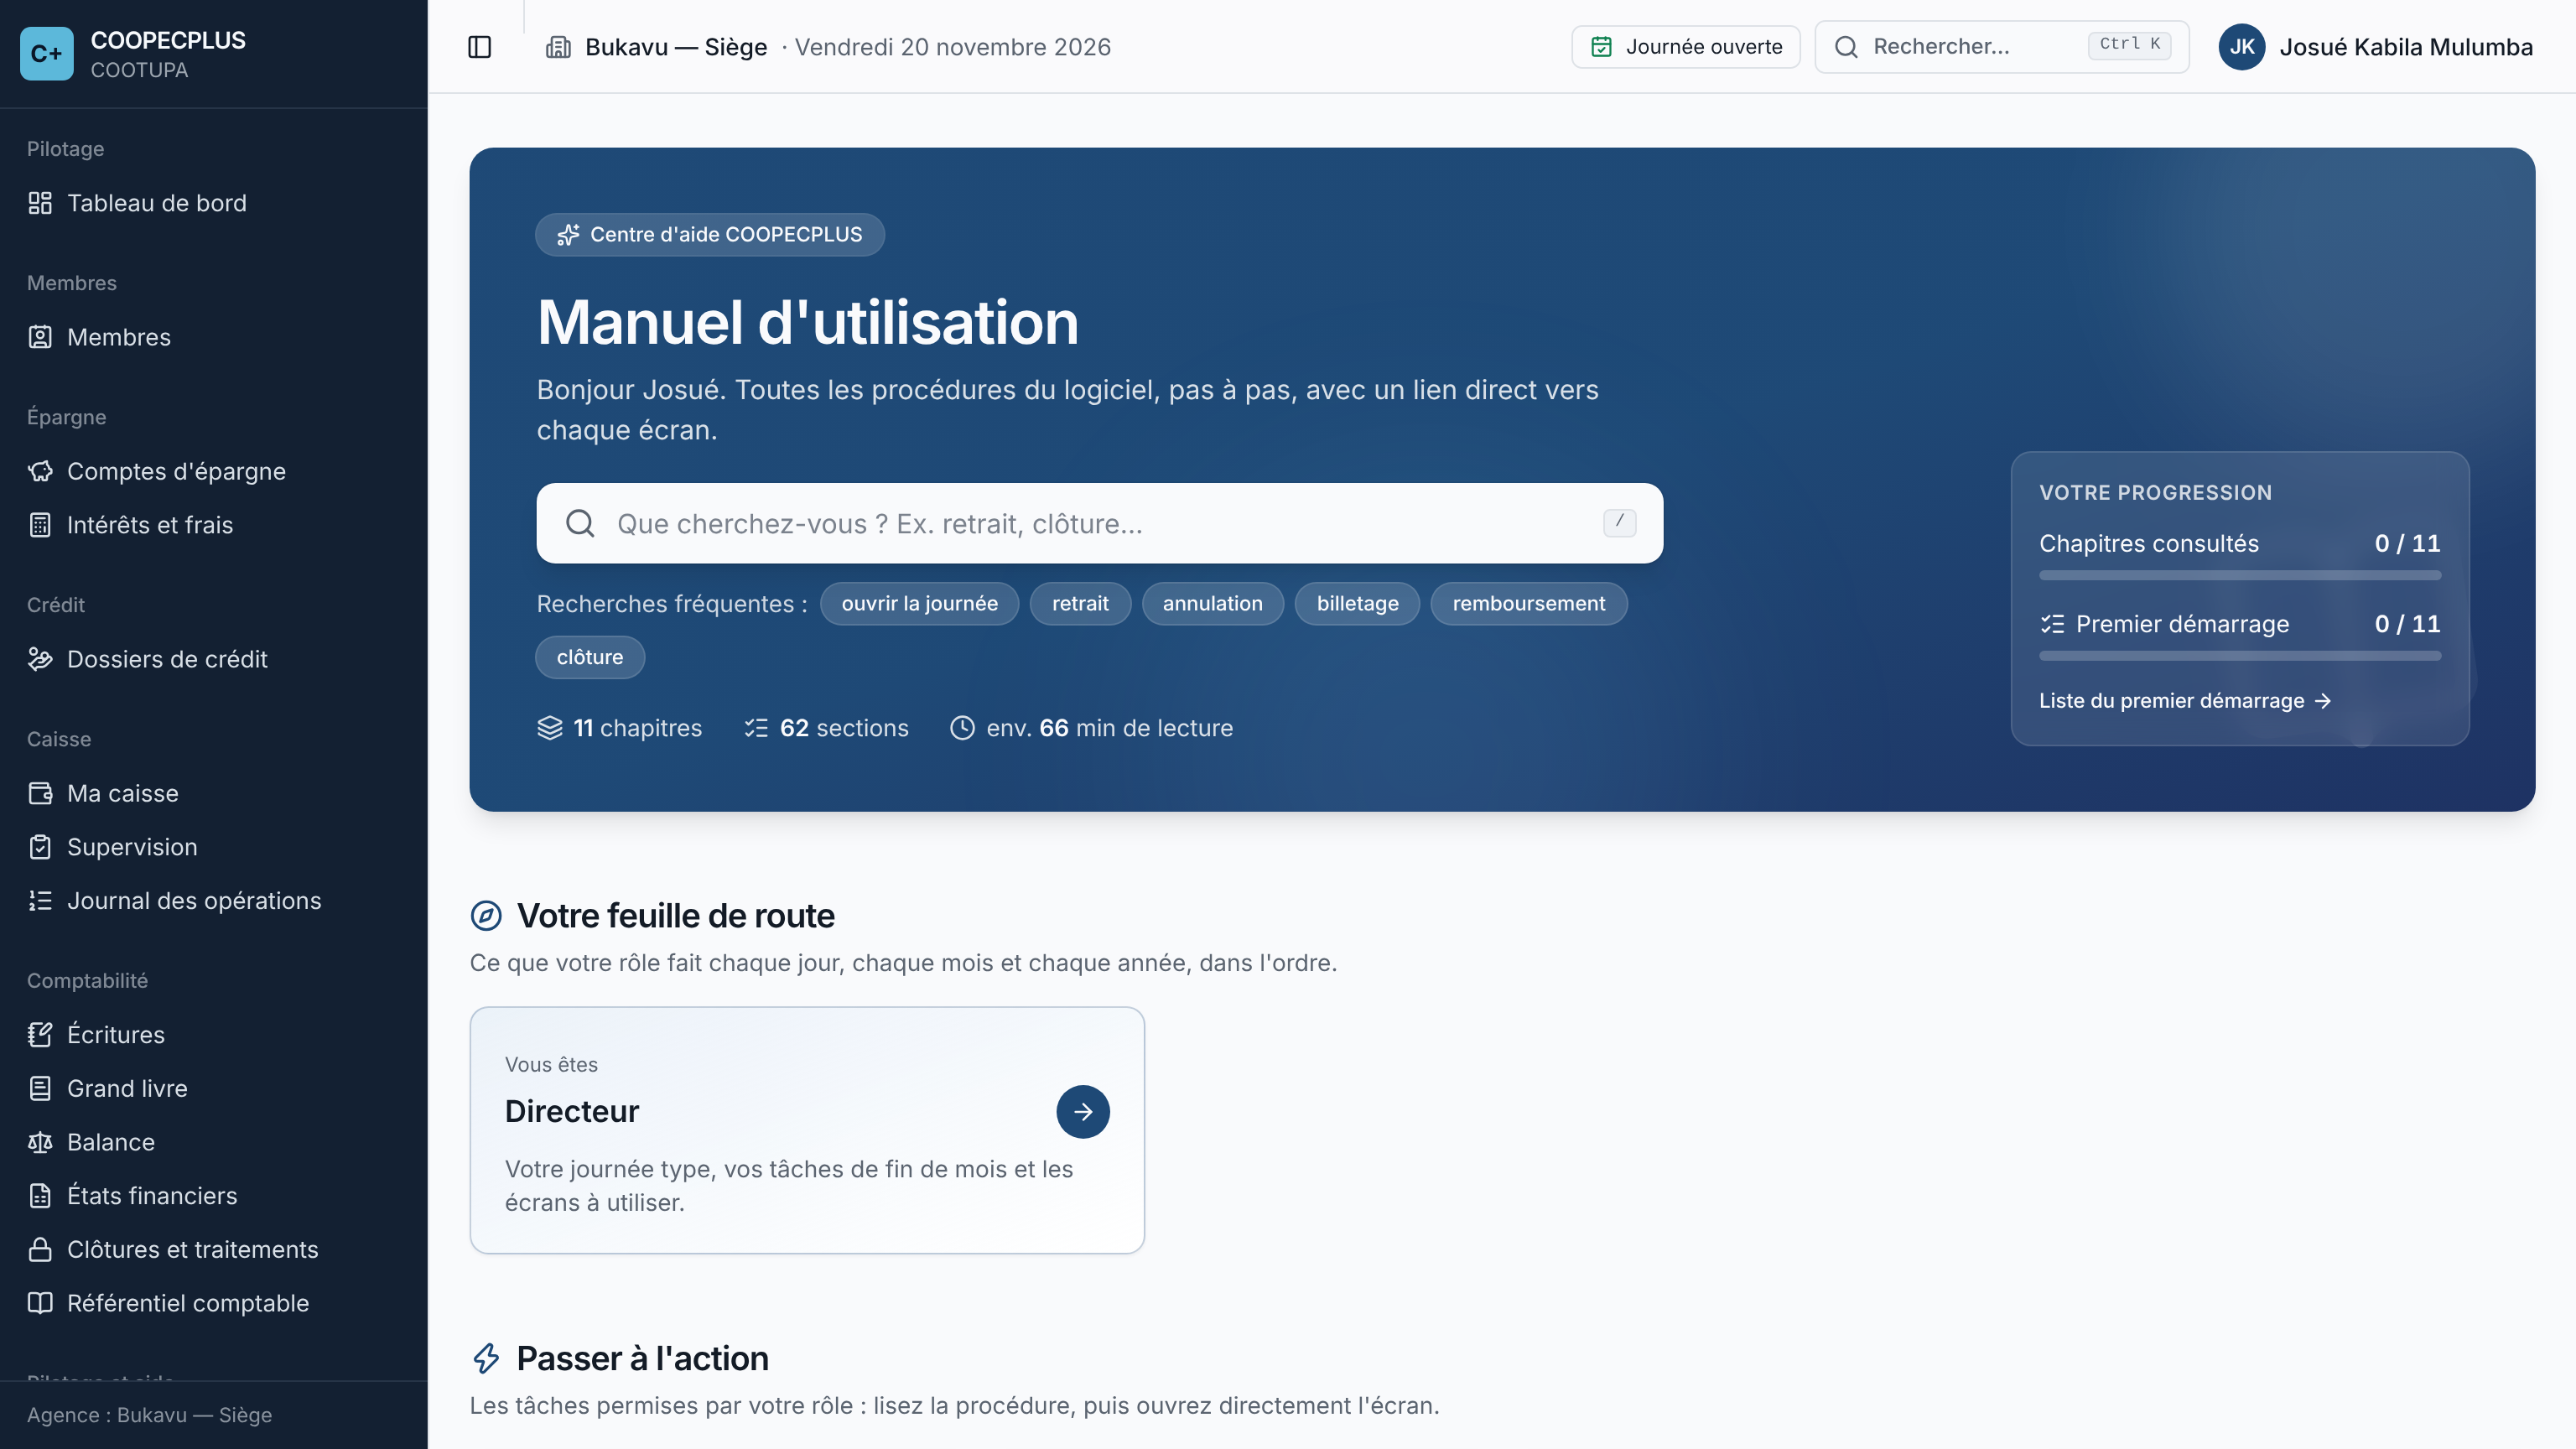 C+
COOPECPLUS
COOTUPA
Pilotage
Tableau de bord
Membres
Membres
Épargne
Comptes d'épargne
Intérêts et frais
Crédit
Dossiers de crédit
Caisse
Ma caisse
Supervision
Journal des opérations
Comptabilité
Écritures
Grand livre
Balance
États financiers
Clôtures et traitements
Référentiel comptable
Agence : Bukavu — Siège
Bukavu — Siège · Vendredi 20 novembre 2026
Journée ouverte
Rechercher...
Ctrl K
JK
Josué Kabila Mulumba
Centre d'aide COOPECPLUS
Manuel d'utilisation
Bonjour Josué. Toutes les procédures du logiciel, pas à pas, avec un lien direct vers
chaque écran.
Que cherchez-vous ? Ex. retrait, clôture...
/
Recherches fréquentes : ouvrir la journée retrait annulation billetage remboursement
clôture
11 chapitres 62 sections env. 66 min de lecture
VOTRE PROGRESSION
Chapitres consultés 0 / 11
Premier démarrage 0 / 11
Liste du premier démarrage →
Votre feuille de route
Ce que votre rôle fait chaque jour, chaque mois et chaque année, dans l'ordre.
Vous êtes
Directeur
Votre journée type, vos tâches de fin de mois et les
écrans à utiliser.
Passer à l'action
Les tâches permises par votre rôle : lisez la procédure, puis ouvrez directement l'écran.